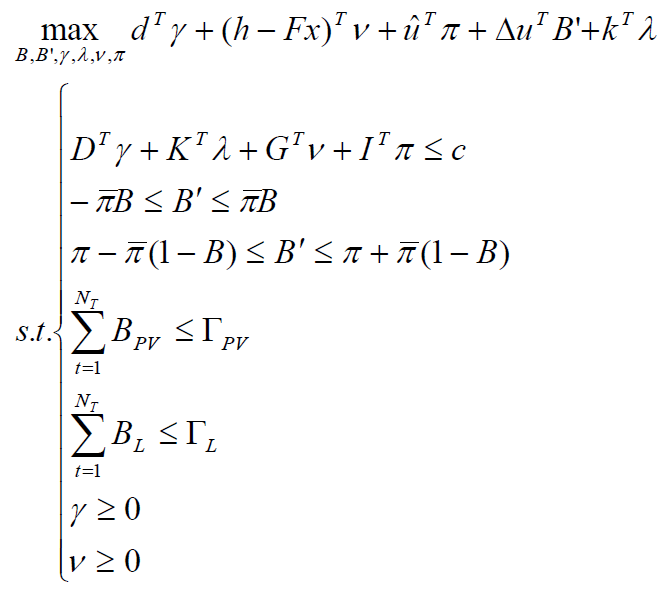 max d^T γ + (h − Fx)^T ν + û^T π + Δu^T B' + k^T λ
B,B',γ,λ,ν,π
D^T γ + K^T λ + G^T ν + I^T π ≤ c
− π̅B ≤ B′ ≤ π̅B
π − π̅(1 − B) ≤ B′ ≤ π + π̅(1 − B)
s.t. ∑_{t=1}^{N_T} B_{PV} ≤ Γ_{PV}
∑_{t=1}^{N_T} B_L ≤ Γ_L
γ ≥ 0
ν ≥ 0